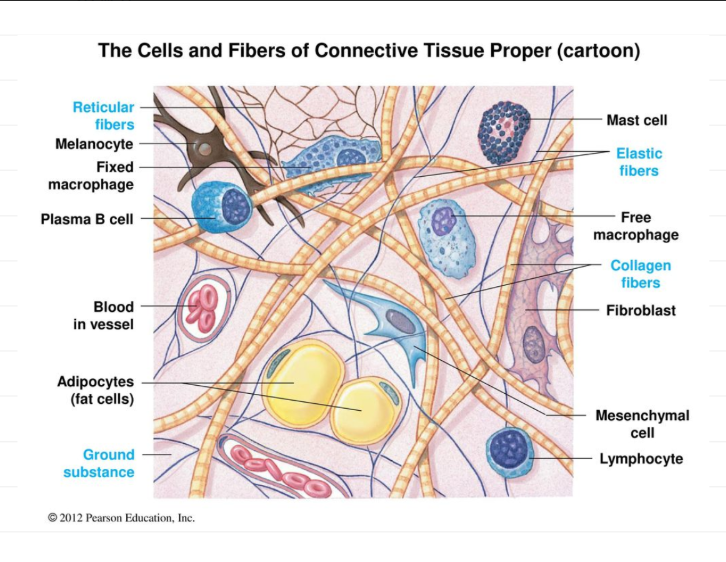 The Cells and Fibers of Connective Tissue Proper (cartoon)
Reticular
fibers
Melanocyte
Fixed
macrophage
Plasma B cell
Blood
in vessel
Adipocytes
(fat cells)
Ground
substance
Mast cell
Elastic
fibers
Free
macrophage
Collagen
fibers
Fibroblast
Mesenchymal
cell
Lymphocyte
© 2012 Pearson Education, Inc.